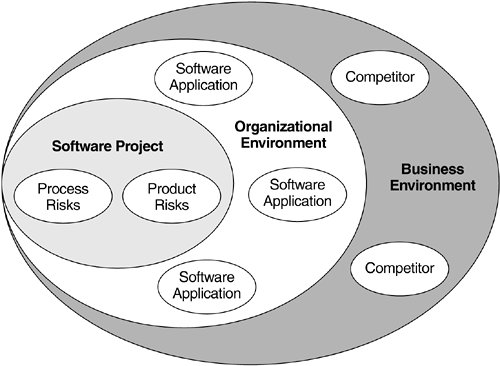 Software
Application
Competitor
Organizational
Environment
Software Project
Business
Environment
Process
Risks
Product
Risks
Software
Application
Competitor
Software
Application